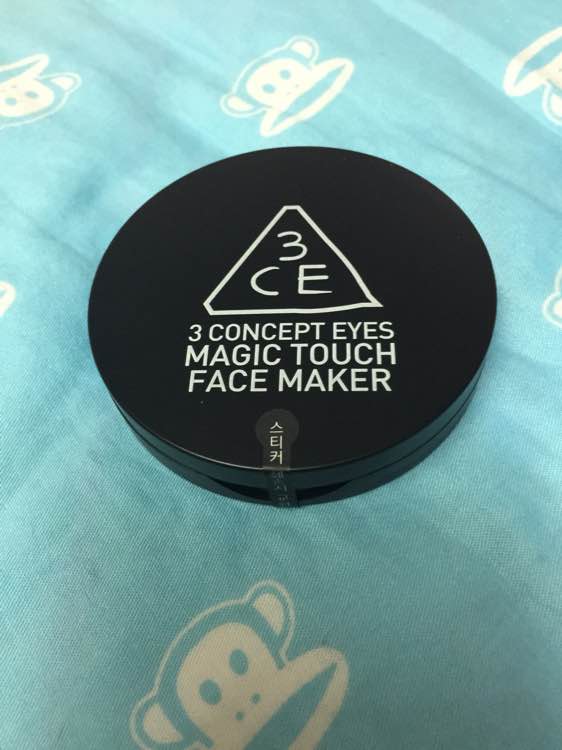 3
CE
3 CONCEPT EYES
MAGIC TOUCH
FACE MAKER
스티커